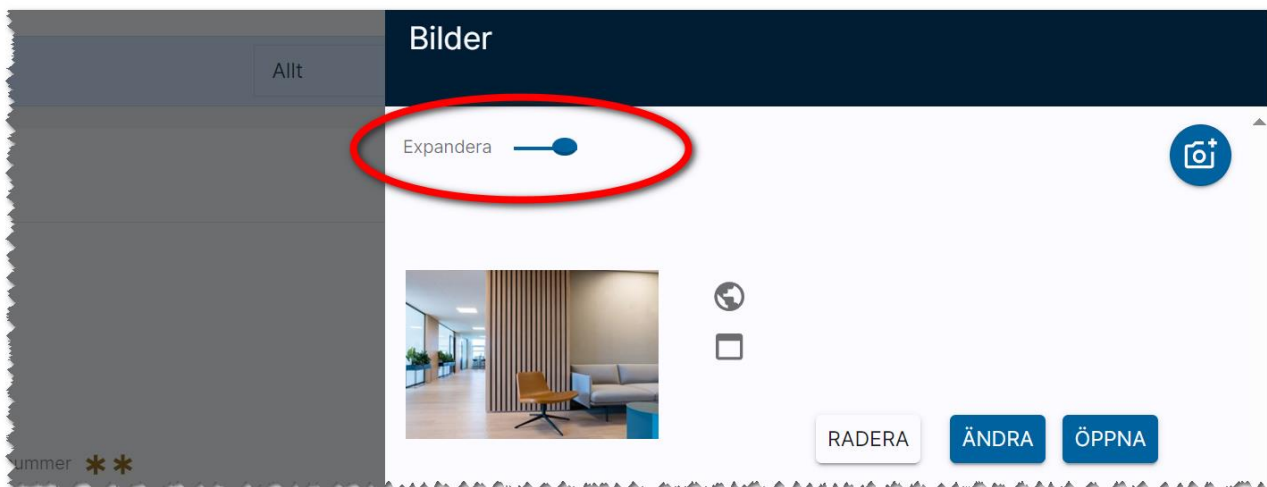 Bilder
Allt
Expandera
RADERA
ÄNDRA
ÖPPNA
ummer **